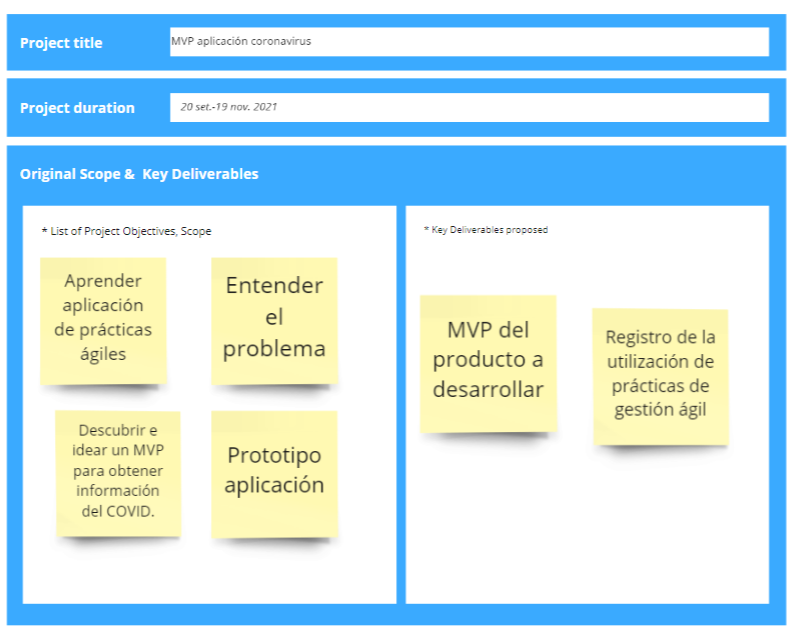 Project title
MVP aplicación coronavirus
Project duration
20 set.-19 nov. 2021
Original Scope & Key Deliverables
* List of Project Objectives, Scope
Aprender
aplicación
de prácticas
ágiles
Entender
el
problema
Descubrir e
idear un MVP
para obtener
información
del COVID.
Prototipo
aplicación
* Key Deliverables proposed
MVP del
producto a
desarrollar
Registro de la
utilización de
prácticas de
gestión ágil